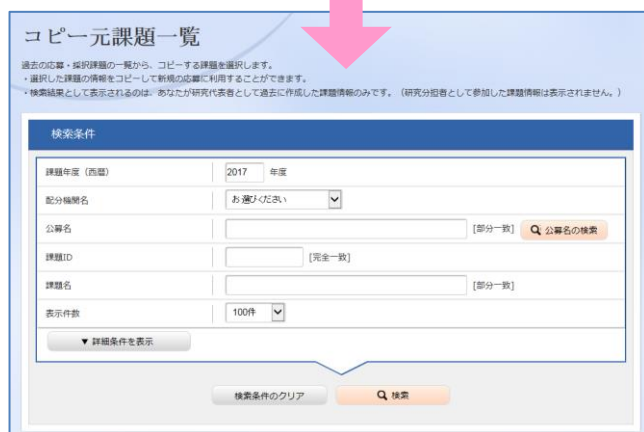 コピー元課題一覧
過去の応募・採択課題の一覧から、コピーする課題を選択します。
・選択した課題の情報をコピーして新規の応募に利用することができます。
・検索結果として表示されるのは、あなたが研究代表者として過去に作成した課題情報のみです。（研究分担者として参加した課題情報は表示されません。）
検索条件
課題年度（西暦） 2017 年度
配分機関名 お選びください
公募名 [部分一致] 公募名の検索
課題ID [完全一致]
課題名 [部分一致]
表示件数 100件
▼ 詳細条件を表示
検索条件のクリア 検索